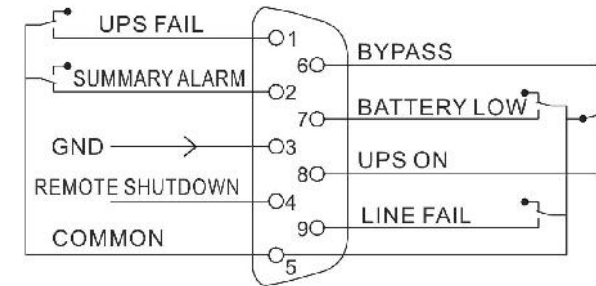 UPS FAIL
1
6
BYPASS
SUMMARY ALARM
2
7
BATTERY LOW
GND
3
8
UPS ON
REMOTE SHUTDOWN
4
9
LINE FAIL
COMMON
5